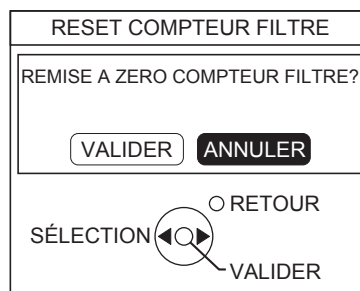 RESET COMPTEUR FILTRE
REMISE A ZERO COMPTEUR FILTRE?
VALIDER ANNULER
RETOUR
SÉLECTION
VALIDER